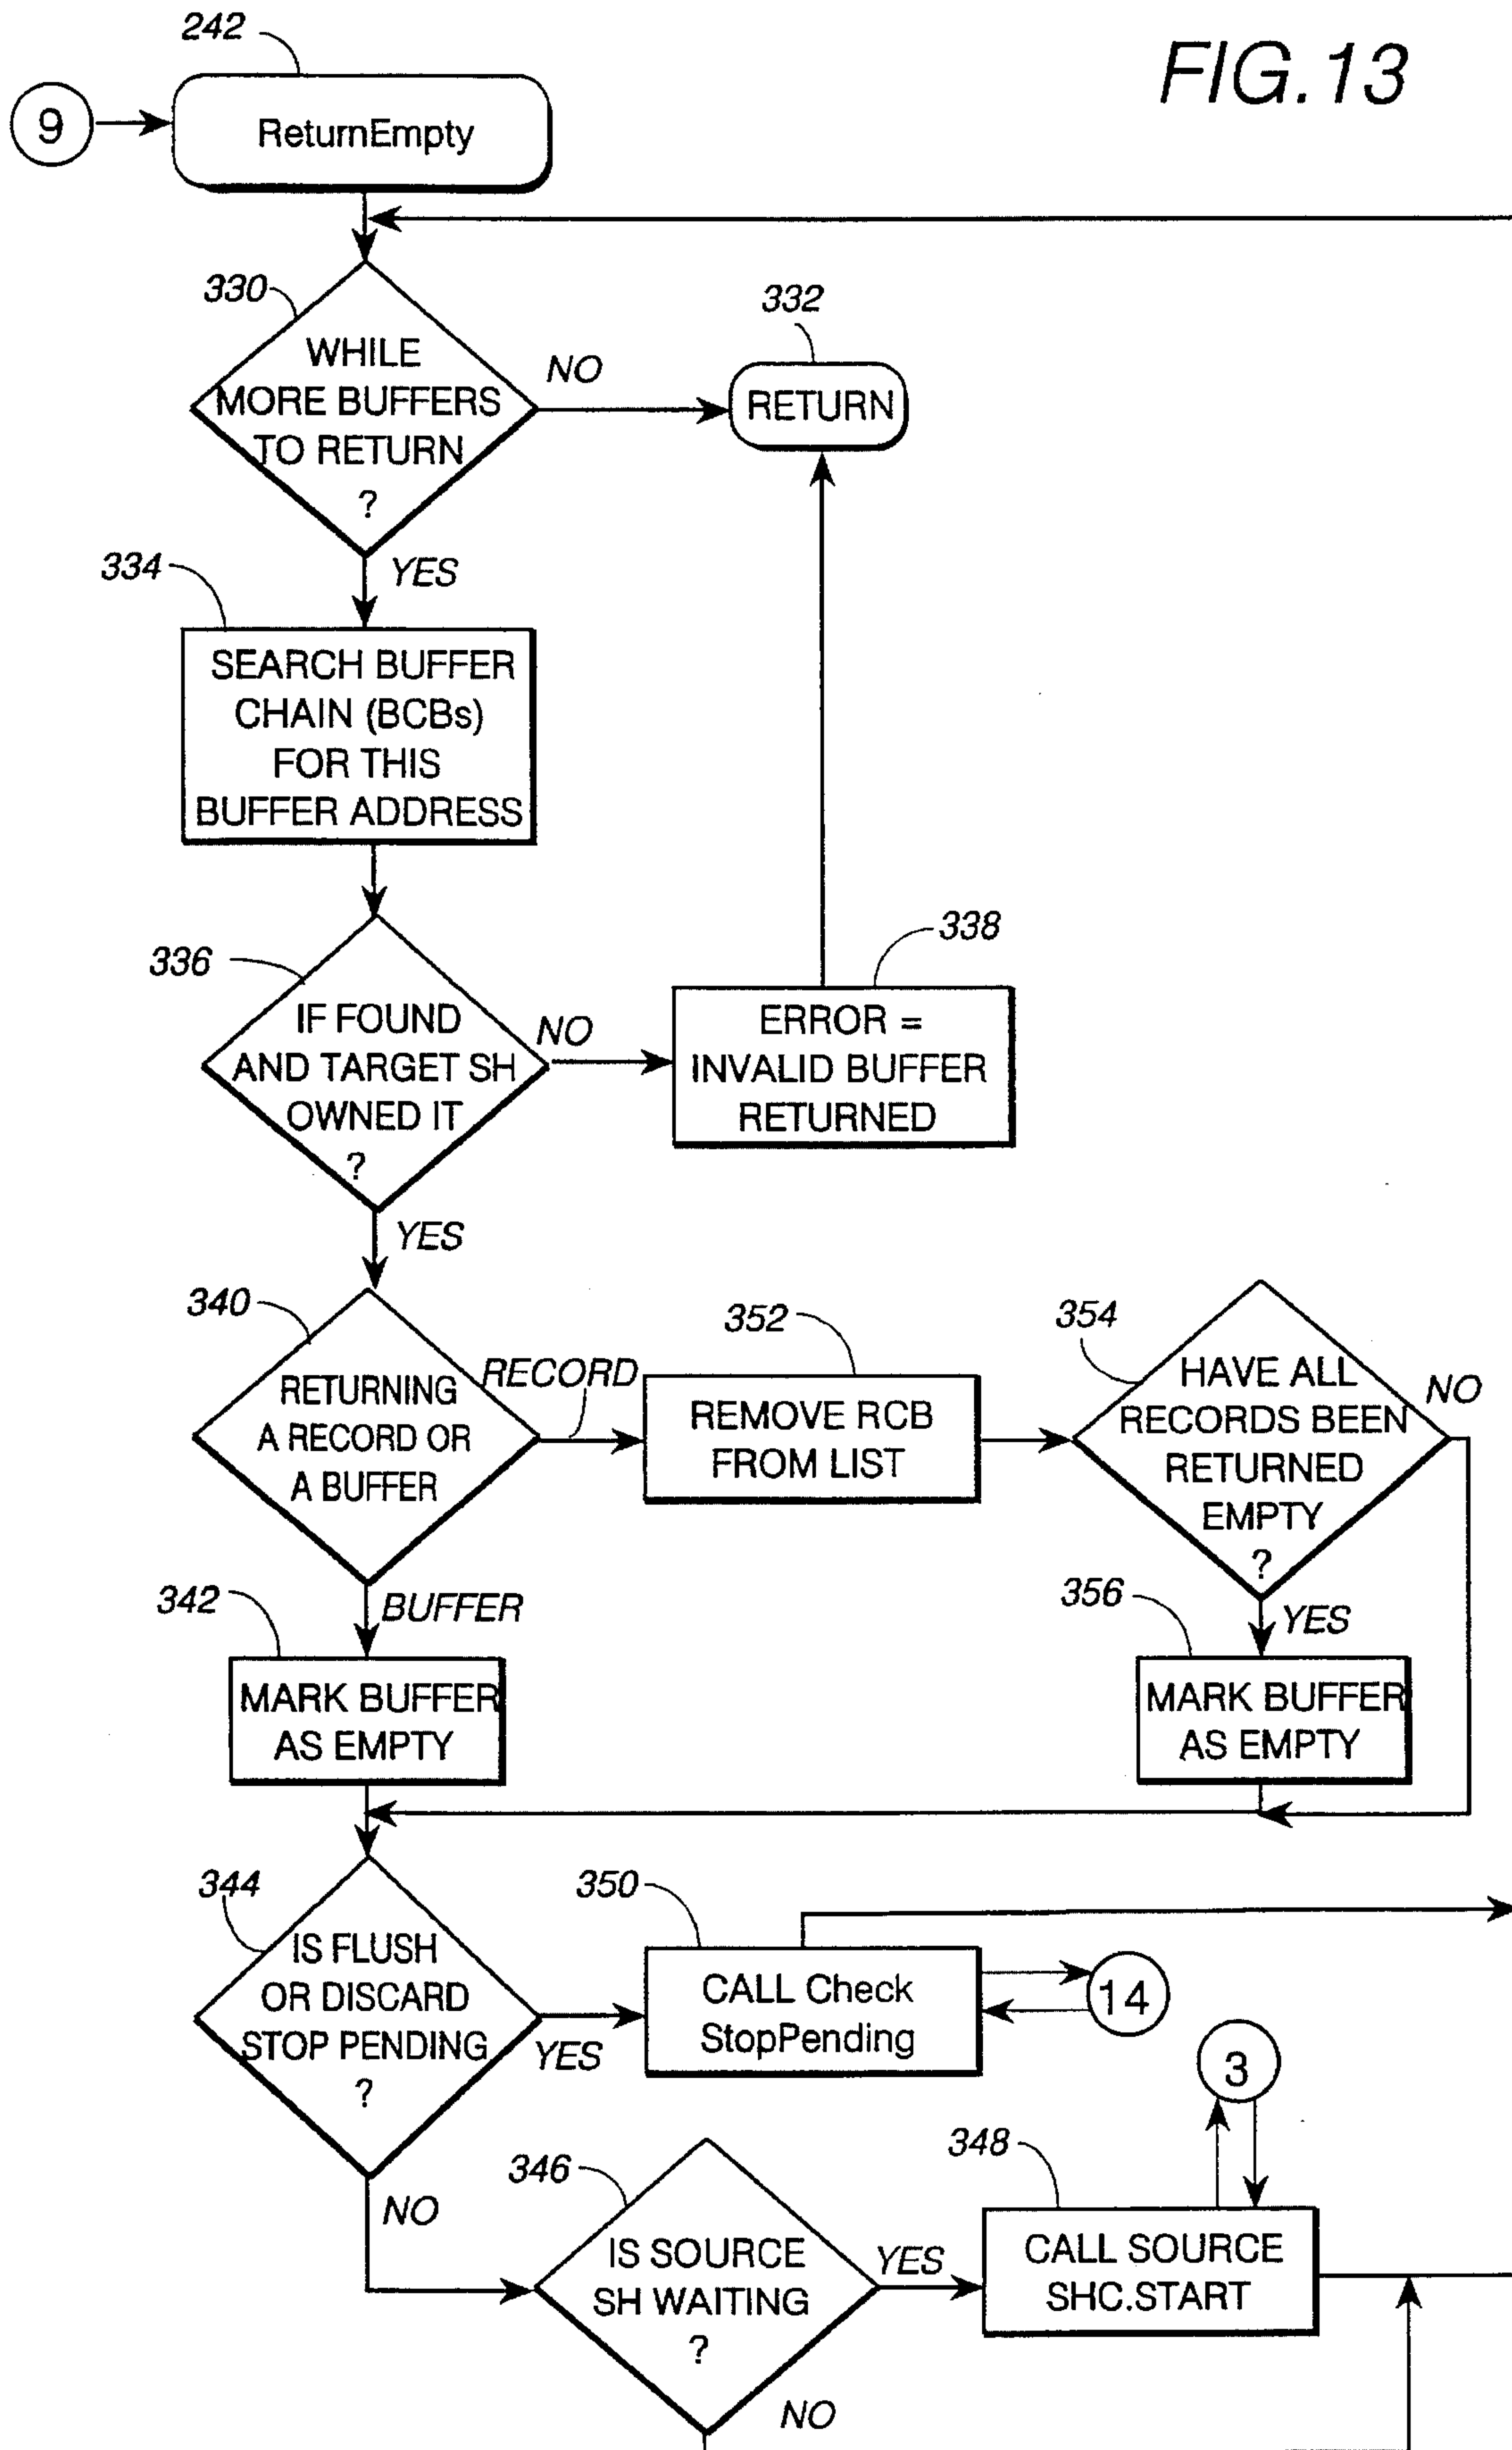 242
FIG.13
9
ReturnEmpty
330
WHILE
MORE BUFFERS
TO RETURN
?
NO
332
RETURN
YES
334
SEARCH BUFFER
CHAIN (BCBs)
FOR THIS
BUFFER ADDRESS
336
IF FOUND
AND TARGET SH
OWNED IT
?
NO
338
ERROR =
INVALID BUFFER
RETURNED
YES
340
RETURNING
A RECORD OR
A BUFFER
RECORD
352
REMOVE RCB
FROM LIST
354
HAVE ALL
RECORDS BEEN
RETURNED
EMPTY
?
NO
BUFFER
342
MARK BUFFER
AS EMPTY
YES
356
MARK BUFFER
AS EMPTY
344
IS FLUSH
OR DISCARD
STOP PENDING
?
YES
350
CALL Check
StopPending
14
NO
346
IS SOURCE
SH WAITING
?
YES
348
CALL SOURCE
SHC.START
3
NO